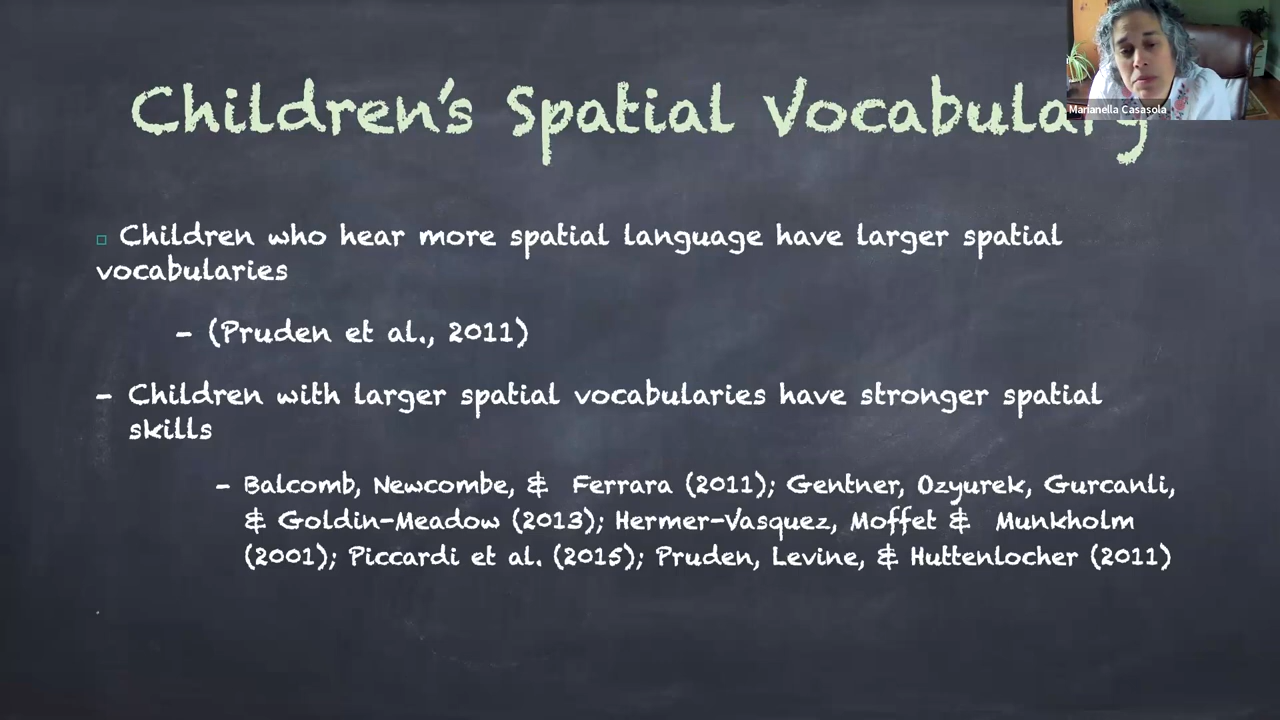 Children's Spatial Vocabulary
Marianella Casasola
Children who hear more spatial language have larger spatial
vocabularies
- (Pruden et al., 2011)
- Children with larger spatial vocabularies have stronger spatial
skills
- Balcomb, Newcombe, & Ferrara (2011); Gentner, Ozyurek, Gurcanli,
& Goldin-Meadow (2013); Hermer-Vasquez, Moffet & Munkholm
(2001); Piccardi et al. (2015); Pruden, Levine, & Huttenlocher (2011)